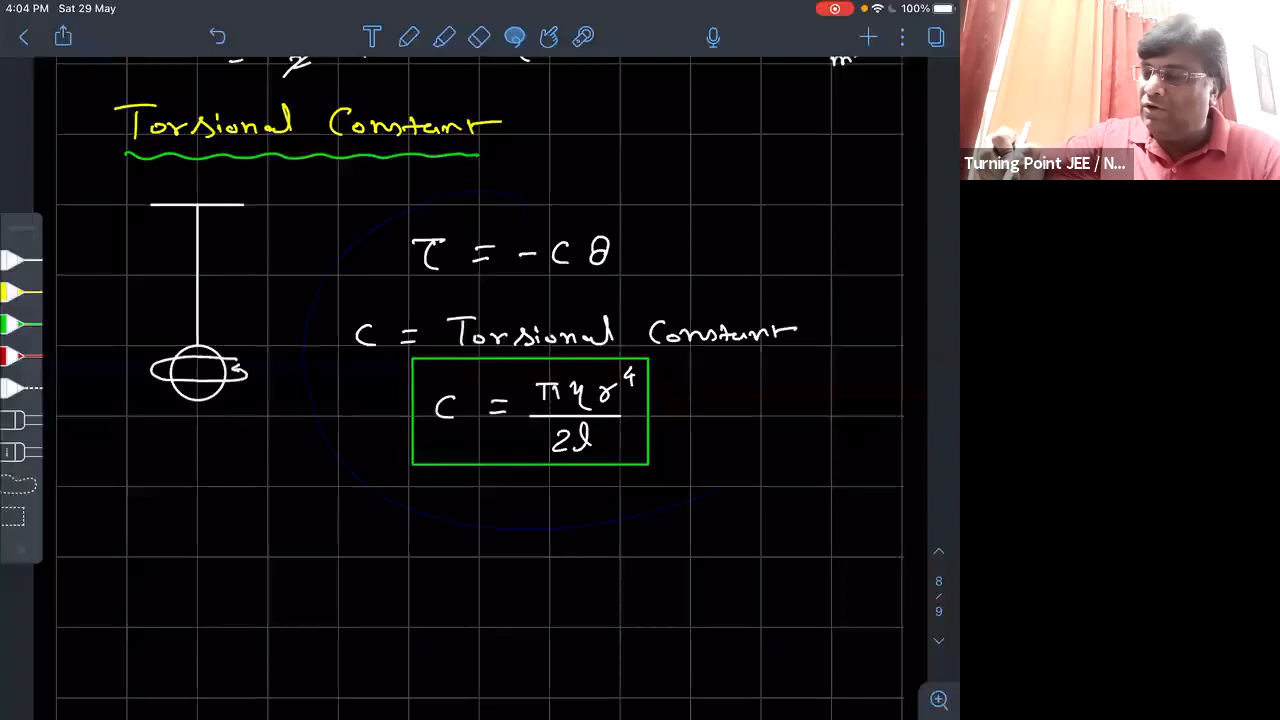 4:04 PM Sat 29 May
100%
Torsional Constant
τ = - C θ
C = Torsional Constant
C = πηr⁴ / 2l
8
/
9
Turning Point JEE / N...